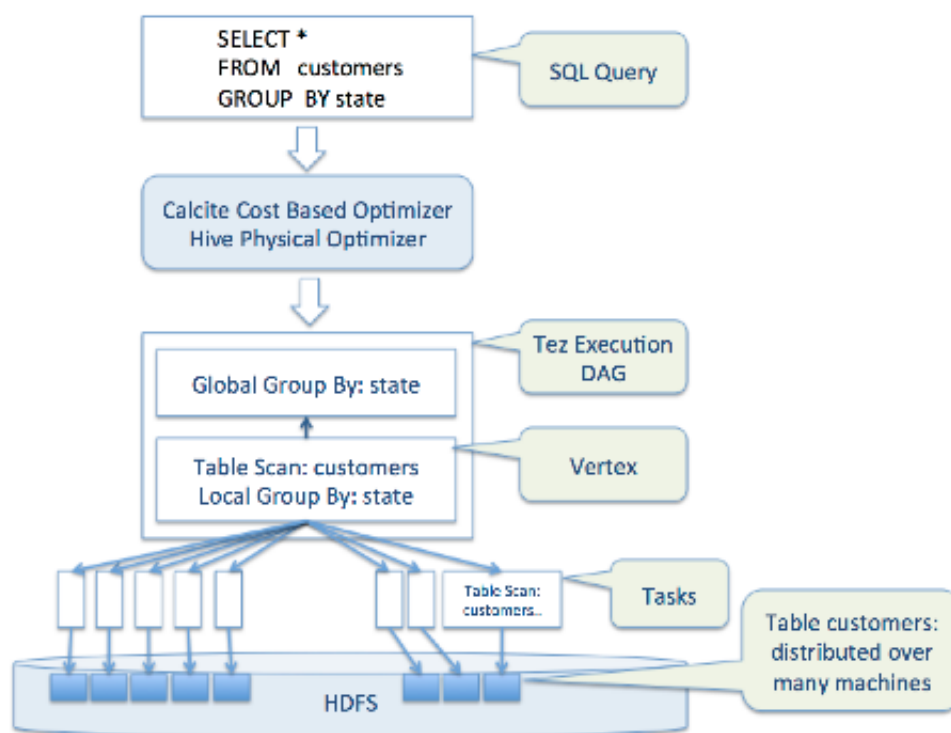 SELECT *
FROM customers
GROUP BY state
SQL Query
Calcite Cost Based Optimizer
Hive Physical Optimizer
Tez Execution
DAG
Global Group By: state
Table Scan: customers
Local Group By: state
Vertex
Table Scan:
customers..
Tasks
Table customers:
distributed over
many machines
HDFS